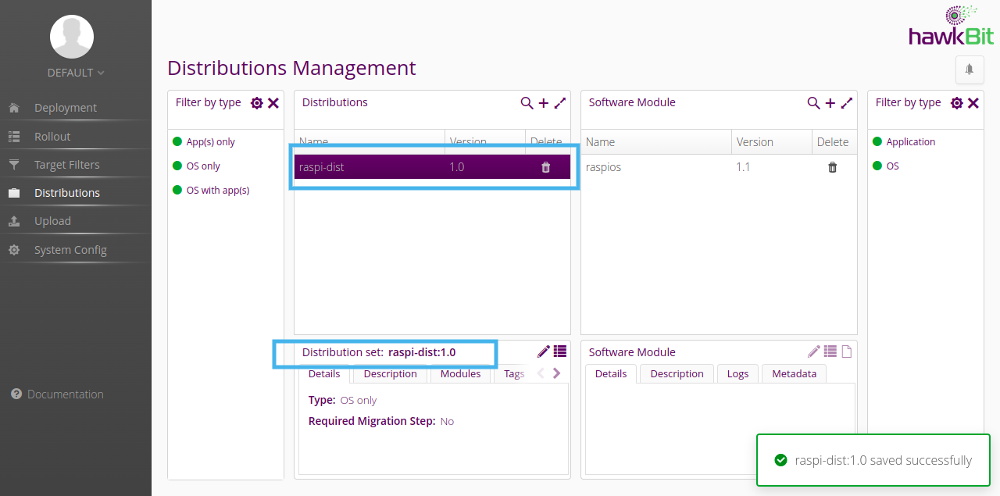 DEFAULT
Deployment
Rollout
Target Filters
Distributions
Upload
System Config
Documentation
hawkBit
Distributions Management
Filter by type
App(s) only
OS only
OS with app(s)
Distributions
Name Version Delete
raspi-dist 1.0
Distribution set: raspi-dist:1.0
Details Description Modules Tags
Type: OS only
Required Migration Step: No
Software Module
Name Version Delete
raspios 1.1
Software Module
Details Description Logs Metadata
Filter by type
Application
OS
raspi-dist:1.0 saved successfully